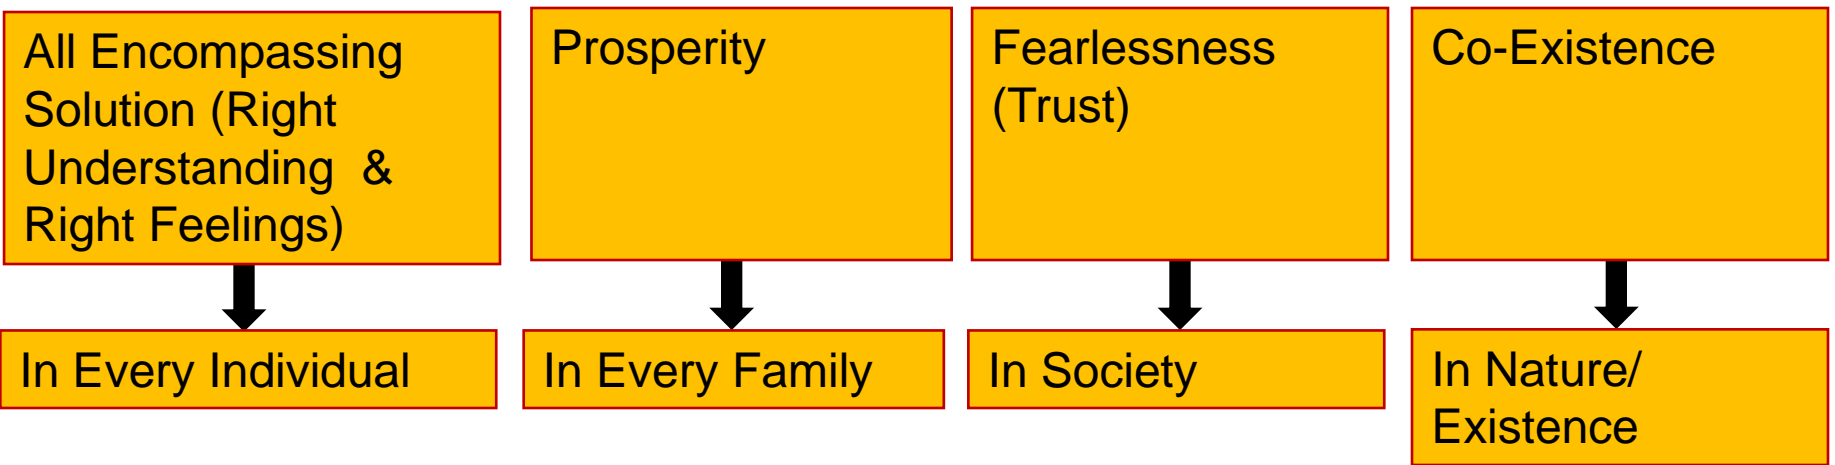 All Encompassing
Solution (Right
Understanding  &
Right Feelings)
Prosperity
Fearlessness
(Trust)
Co-Existence
In Every Individual
In Every Family
In Society
In Nature/
Existence